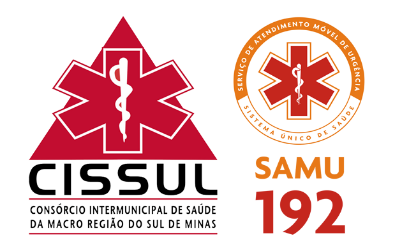 CISSUL
CONSÓRCIO INTERMUNICIPAL DE SAÚDE
DA MACRO REGIÃO DO SUL DE MINAS
SERVIÇO DE ATENDIMENTO MÓVEL DE URGÊNCIA
SISTEMA ÚNICO DE SAÚDE
SAMU
192